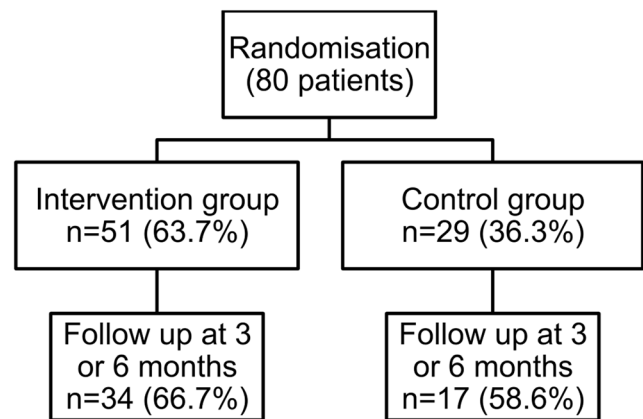 Randomisation
(80 patients)
Intervention group
n=51 (63.7%)
Control group
n=29 (36.3%)
Follow up at 3
or 6 months
n=34 (66.7%)
Follow up at 3
or 6 months
n=17 (58.6%)